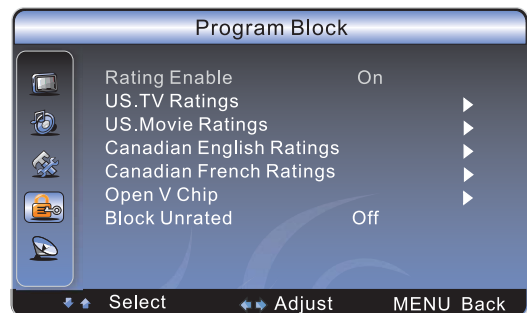 Program Block
Rating Enable On
US.TV Ratings
US.Movie Ratings
Canadian English Ratings
Canadian French Ratings
Open V Chip
Block Unrated Off
Select Adjust MENU Back